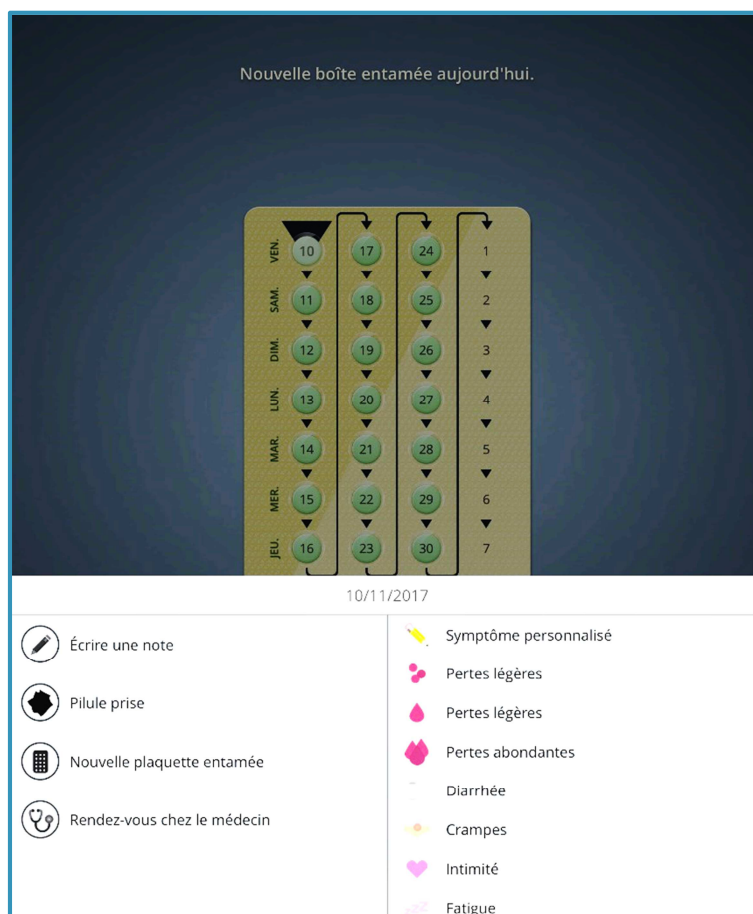 Nouvelle boîte entamée aujourd'hui.
VEN. 10 17 24 1
SAM. 11 18 25 2
DIM. 12 19 26 3
LUN. 13 20 27 4
MAR. 14 21 28 5
MER. 15 22 29 6
JEU. 16 23 30 7
10/11/2017
Écrire une note
Pilule prise
Nouvelle plaquette entamée
Rendez-vous chez le médecin
Symptôme personnalisé
Pertes légères
Pertes légères
Pertes abondantes
Diarrhée
Crampes
Intimité
Fatigue